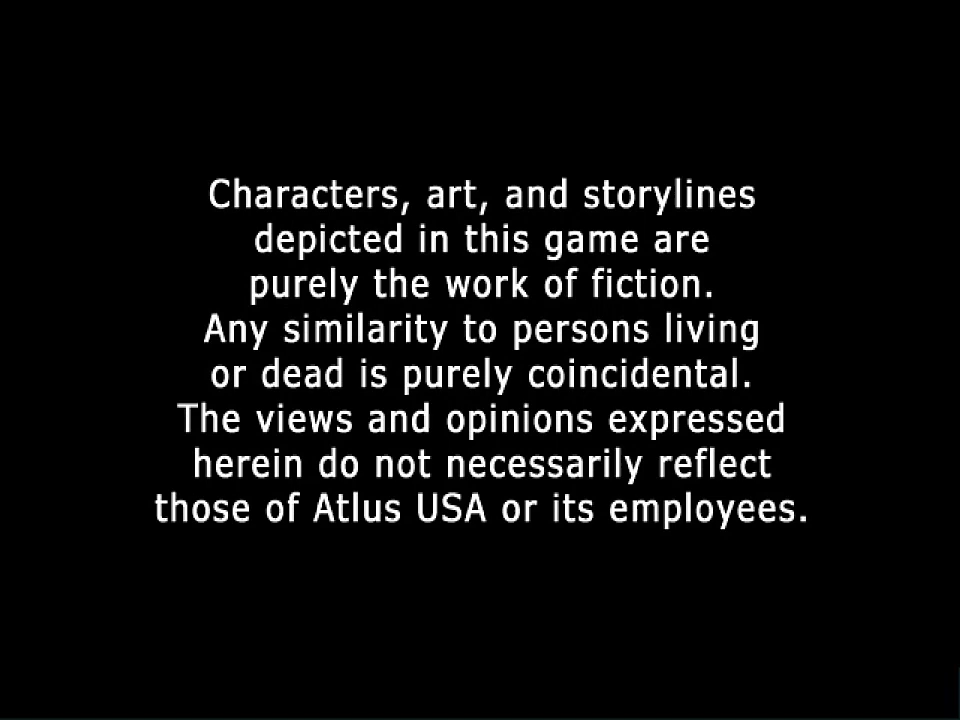 Characters, art, and storylines
depicted in this game are
purely the work of fiction.
Any similarity to persons living
or dead is purely coincidental.
The views and opinions expressed
herein do not necessarily reflect
those of Atlus USA or its employees.